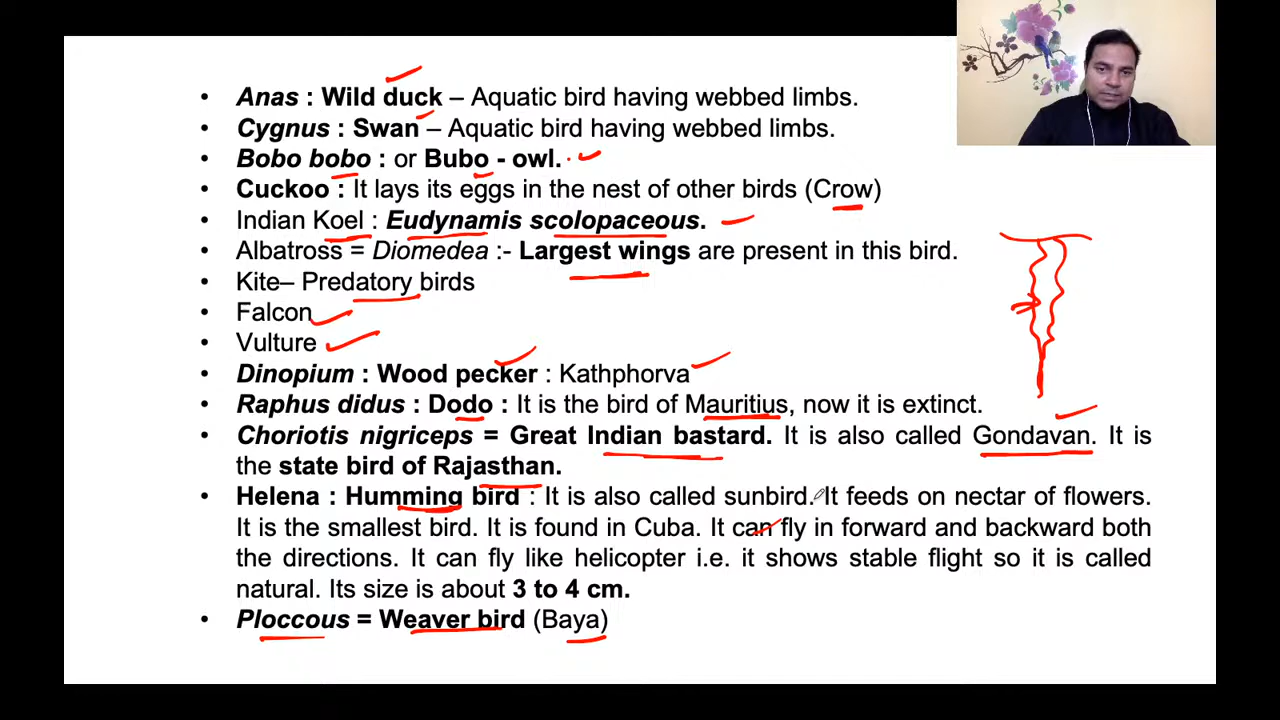 • Anas : Wild duck – Aquatic bird having webbed limbs.
• Cygnus : Swan – Aquatic bird having webbed limbs.
• Bobo bobo : or Bubo - owl.
• Cuckoo : It lays its eggs in the nest of other birds (Crow)
• Indian Koel : Eudynamis scolopaceous.
• Albatross = Diomedea :- Largest wings are present in this bird.
• Kite– Predatory birds
• Falcon
• Vulture
• Dinopium : Wood pecker : Kathphorva
• Raphus didus : Dodo : It is the bird of Mauritius, now it is extinct.
• Choriotis nigriceps = Great Indian bastard. It is also called Gondavan. It is
the state bird of Rajasthan.
• Helena : Humming bird : It is also called sunbird. It feeds on nectar of flowers.
It is the smallest bird. It is found in Cuba. It can fly in forward and backward both
the directions. It can fly like helicopter i.e. it shows stable flight so it is called
natural. Its size is about 3 to 4 cm.
• Ploccous = Weaver bird (Baya)